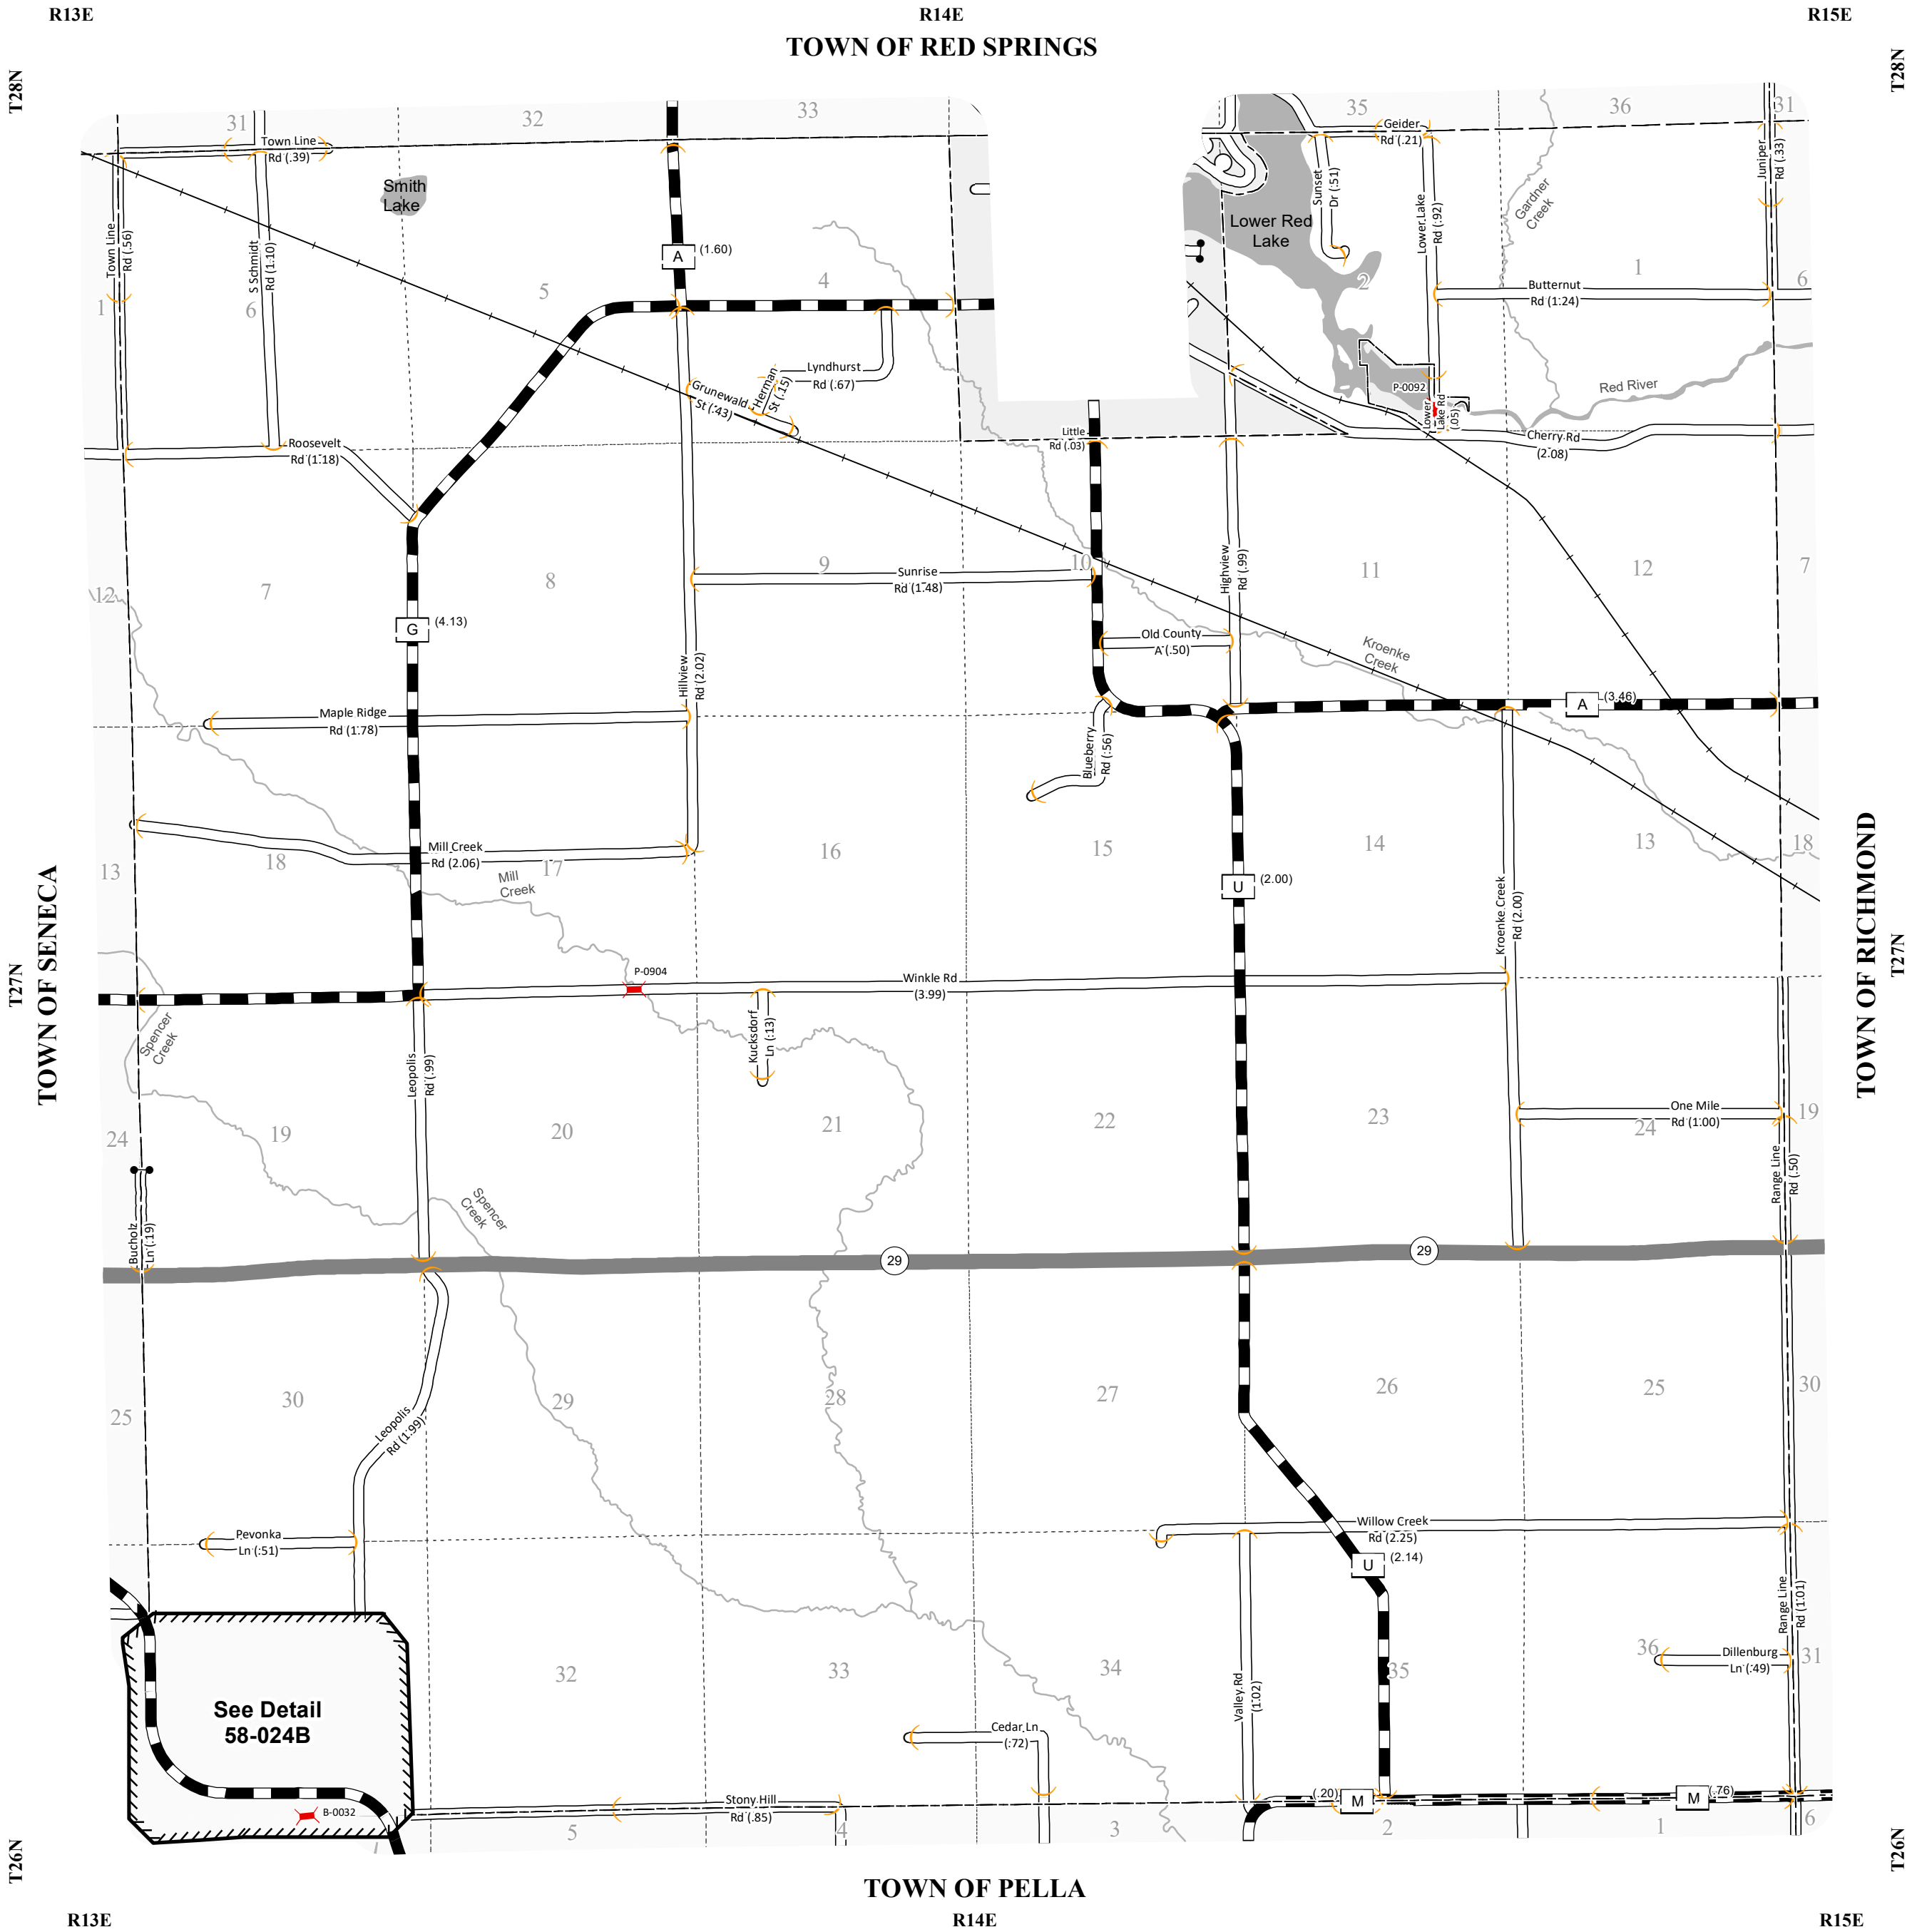 R13E
R14E
R15E
TOWN OF RED SPRINGS
T28N
T28N
31
32
33
35
36
31
Town Line
Rd (.39)
Geider
Rd (.21)
Smith
Lake
Sunset
Dr (.51)
Lower Lake
Rd (.92)
Juniper
Rd (.33)
Gardner
Creek
Lower Red
Lake
Town Line
Rd (.56)
S Schmidt
Rd (1.10)
A
(1.60)
1
6
5
4
2
1
6
Butternut
Rd (1.24)
Lyndhurst
Rd (.67)
Herman
St (.15)
Grunewald
St (.43)
P-0092
Lower
Lake Rd
(.05)
Red River
Roosevelt
Rd (1.18)
Little
Rd (.03)
Cherry Rd
(2.08)
12
7
8
9
10
11
12
7
Sunrise
Rd (1.48)
Highview
Rd (.99)
G
(4.13)
Old County
A (.50)
Kroenke
Creek
Hillview
Rd (2.02)
A
(3.46)
Maple Ridge
Rd (1.78)
Blueberry
Rd (.56)
Mill Creek
Rd (2.06)
13
18
17
16
15
14
13
18
Mill
Creek
U
(2.00)
Kroenke Creek
Rd (2.00)
TOWN OF SENECA
TOWN OF RICHMOND
T27N
T27N
P-0904
Winkle Rd
(3.99)
Spencer
Creek
Kucksdorf
Ln (.13)
Leopolis
Rd (.99)
One Mile
Rd (1.00)
24
19
20
21
22
23
24
19
Range Line
Rd (.50)
Spencer
Creek
Bucholz
Ln (.19)
29
29
25
30
29
28
27
26
25
30
Leopolis
Rd (1.99)
Pevonka
Ln (.51)
Willow Creek
Rd (2.25)
U
(2.14)
Range Line
Rd (1.01)
32
33
34
35
36
31
Dillenburg
Ln (.49)
Valley Rd
(1.02)
See Detail
58-024B
Cedar Ln
(.72)
B-0032
Stony Hill
Rd (.85)
(.20)
M
M
(.76)
5
4
3
2
1
6
T26N
T26N
TOWN OF PELLA
R13E
R14E
R15E